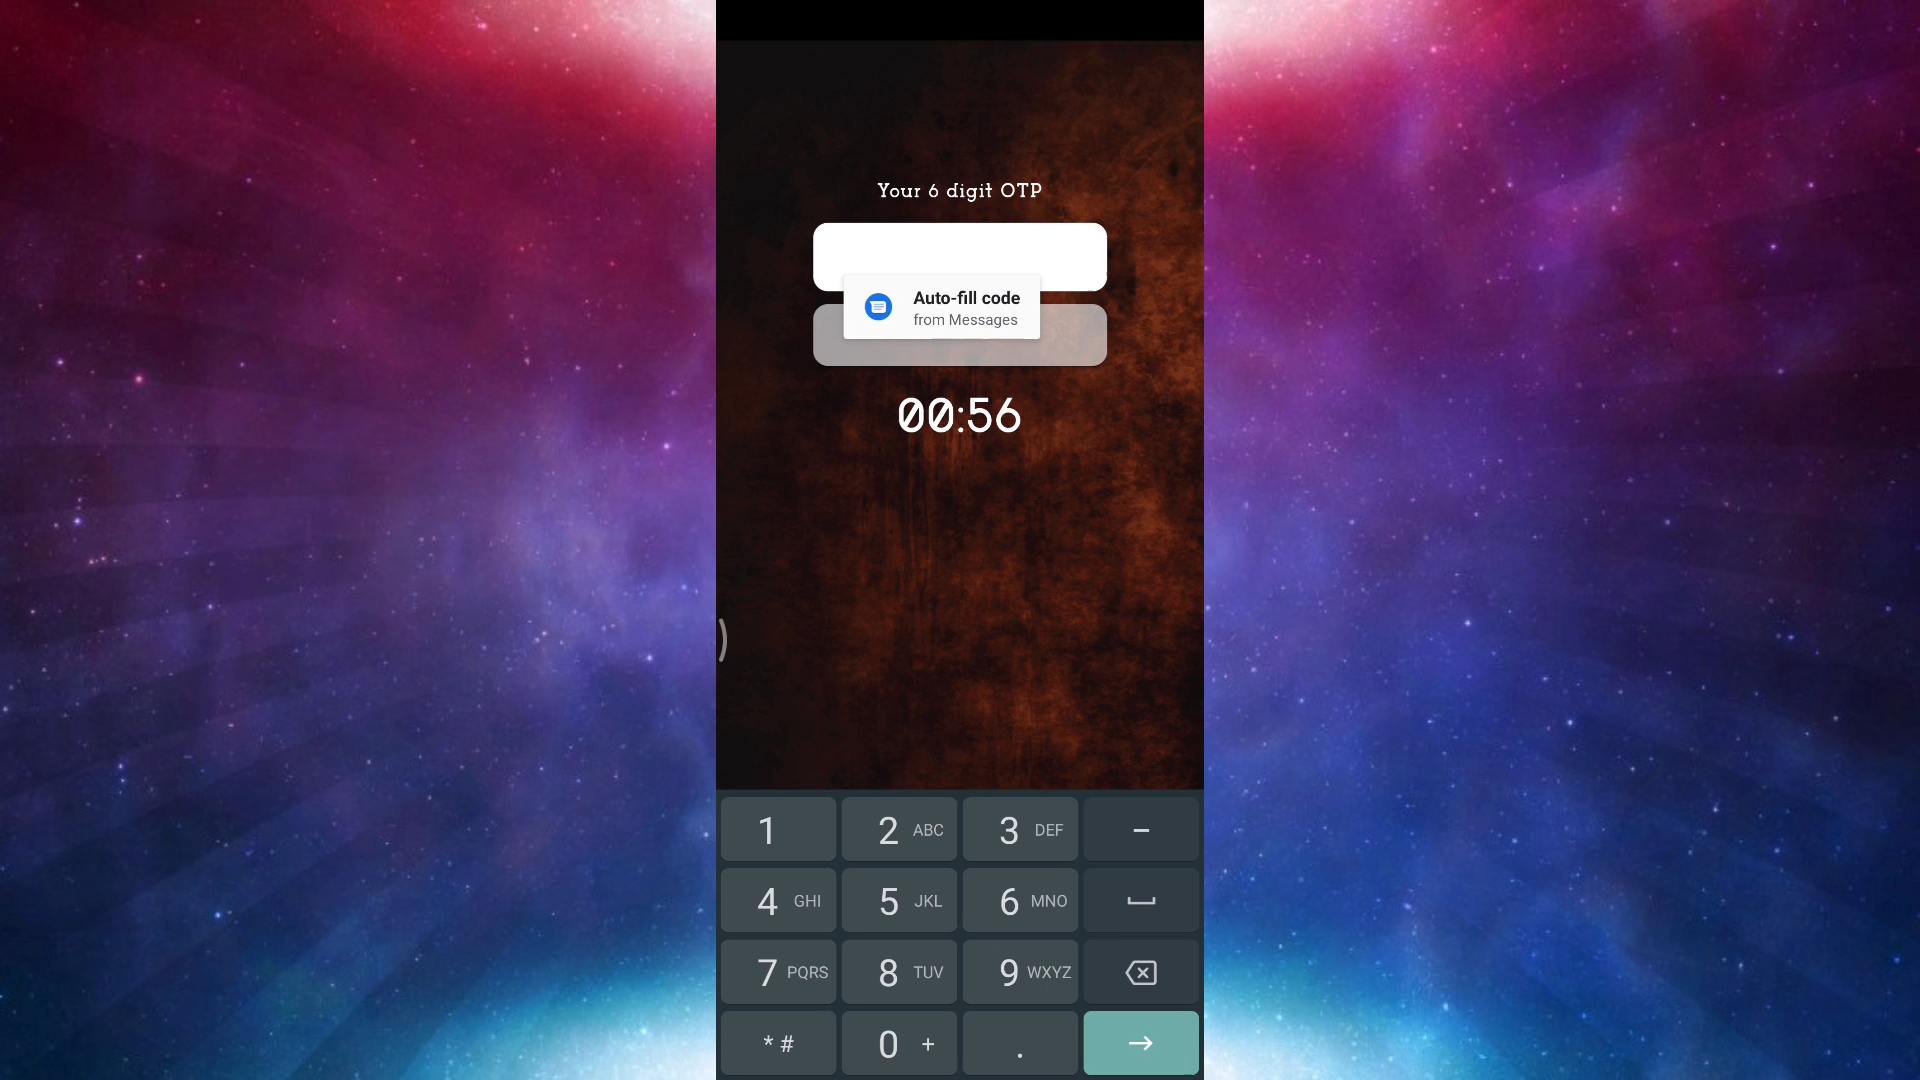 Your 6 digit OTP
Auto-fill code
from Messages
00:56
1 2 ABC 3 DEF –
4 GHI 5 JKL 6 MNO
7 PQRS 8 TUV 9 WXYZ
* # 0 + .